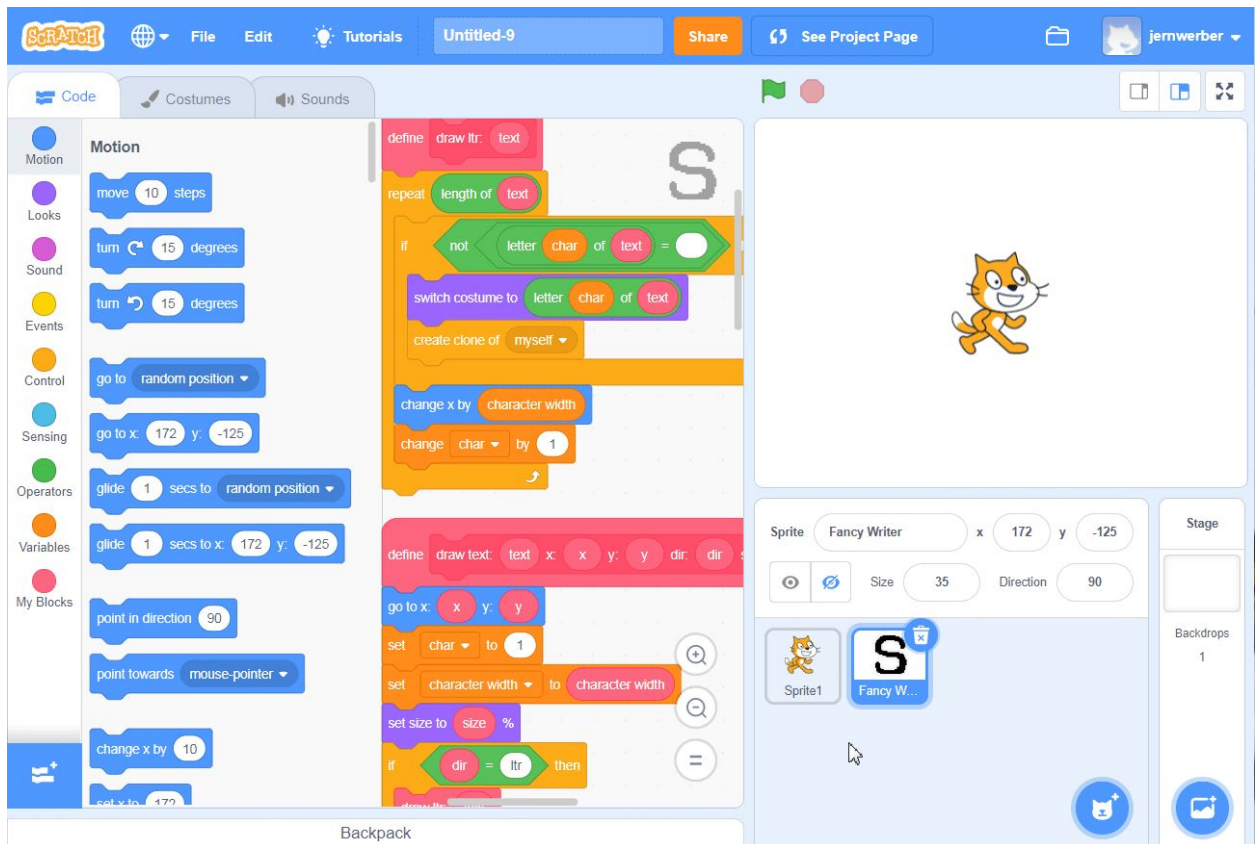 SCRATCH File Edit Tutorials Untitled-9 Share See Project Page jernwerber
Code Costumes Sounds
Motion
Looks
Sound
Events
Control
Sensing
Operators
Variables
My Blocks
Motion
move 10 steps
turn 15 degrees
turn 15 degrees
go to random position
go to x: 172 y: -125
glide 1 secs to random position
glide 1 secs to x: 172 y: -125
point in direction 90
point towards mouse-pointer
change x by 10
set x to 172
define draw ltr: text
repeat length of text
if not letter char of text =
switch costume to letter char of text
create clone of myself
change x by character width
change char by 1
define draw text: text x: x y: y dir: dir s
go to x: x y: y
set char to 1
set character width to character width
set size to size %
if dir = ltr then
draw ltr:
S
Sprite Fancy Writer x 172 y -125
Size 35 Direction 90
Sprite1
S
Fancy W...
Stage
Backdrops
1
Backpack